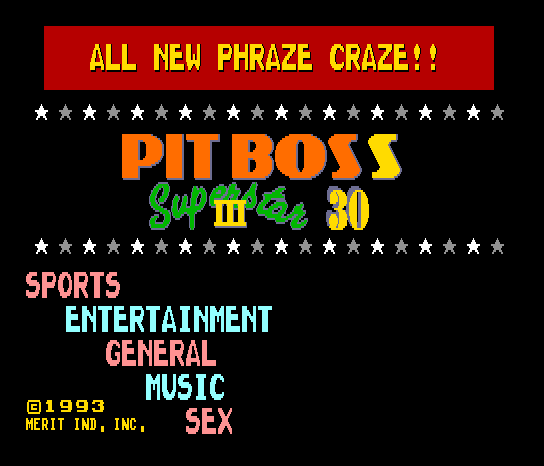 ALL NEW PHRAZE CRAZE!!
PIT BOSS
Superstar III 30
SPORTS
ENTERTAINMENT
GENERAL
MUSIC
©1993
MERIT IND, INC.
SEX